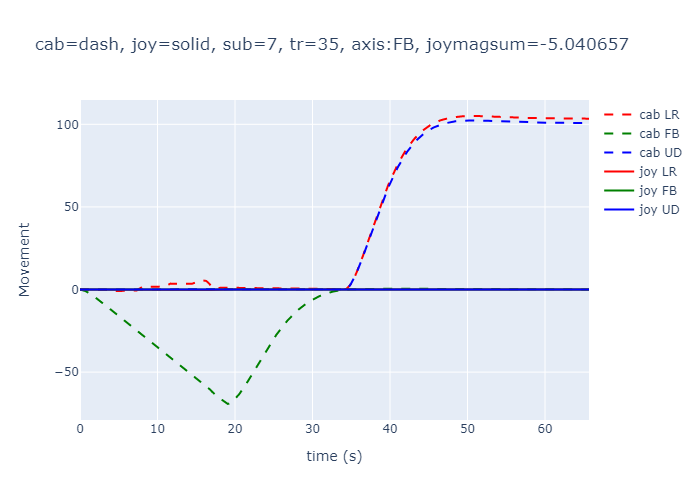 cab=dash, joy=solid, sub=7, tr=35, axis:FB, joymagsum=-5.040657
cab LR
cab FB
cab UD
joy LR
joy FB
joy UD
Movement
100
50
0
−50
0 10 20 30 40 50 60
time (s)